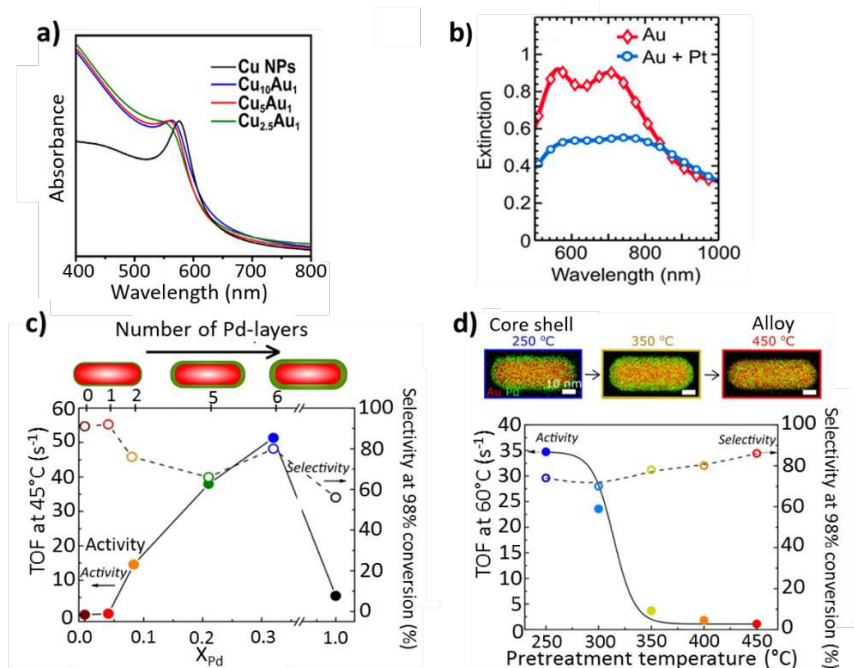 a)
Absorbance
Cu NPs
Cu10Au1
Cu5Au1
Cu2.5Au1
400 500 600 700 800
Wavelength (nm)
b)
Extinction
1
0.8
0.6
0.4
0.2
0
Au
Au + Pt
600 800 1000
Wavelength (nm)
c)
Number of Pd-layers
0 1 2 5 6
TOF at 45°C (s-1)
60
50
40
30
20
10
0
Activity
Activity
Selectivity
100
80
60
40
20
0
Selectivity at 98% conversion (%)
0.0 0.1 0.2 0.3 1.0
XPd
d)
Core shell
Alloy
250 °C
350 °C
450 °C
Au Pd
10 nm
TOF at 60°C (s-1)
40
35
30
25
20
15
10
5
0
Activity
Selectivity
100
80
60
40
20
0
Selectivity at 98% conversion (%)
250 300 350 400 450
Pretreatment temperature (°C)